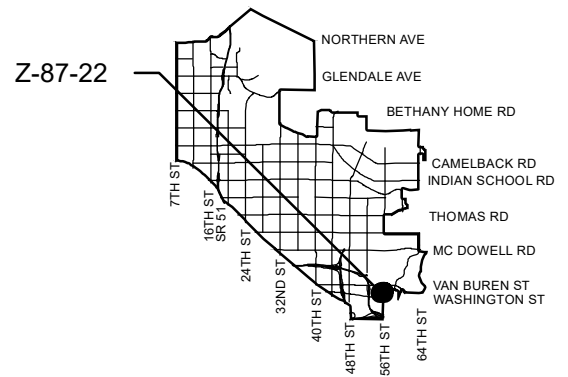 NORTHERN AVE
Z-87-22
GLENDALE AVE
BETHANY HOME RD
CAMELBACK RD
INDIAN SCHOOL RD
THOMAS RD
MC DOWELL RD
VAN BUREN ST
WASHINGTON ST
7TH ST
16TH ST
SR 51
24TH ST
32ND ST
40TH ST
48TH ST
56TH ST
64TH ST